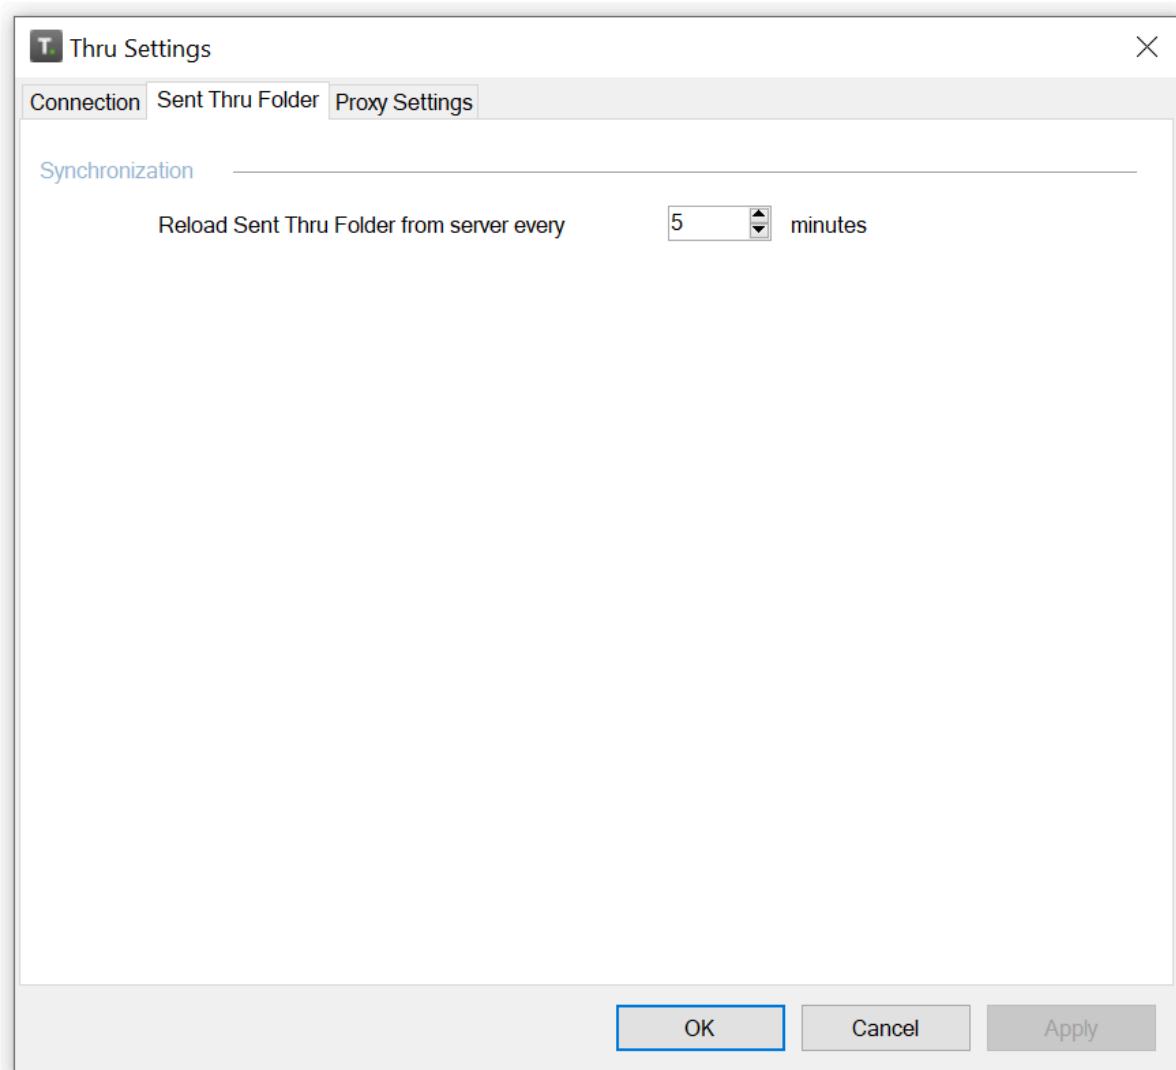 T. Thru Settings
Connection Sent Thru Folder Proxy Settings
Synchronization
Reload Sent Thru Folder from server every 5 minutes
OK Cancel Apply